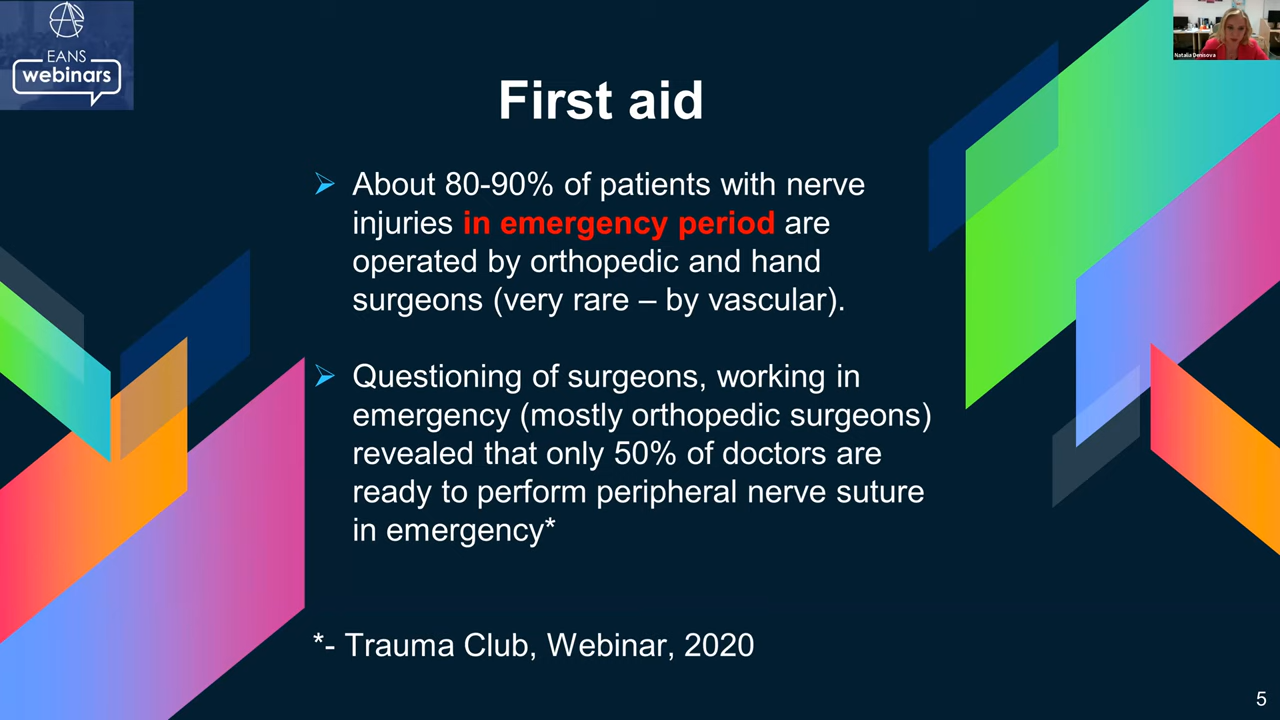 EANS
webinars
Natalia Denisova
First aid
About 80-90% of patients with nerve
injuries in emergency period are
operated by orthopedic and hand
surgeons (very rare – by vascular).
Questioning of surgeons, working in
emergency (mostly orthopedic surgeons)
revealed that only 50% of doctors are
ready to perform peripheral nerve suture
in emergency*
*- Trauma Club, Webinar, 2020
5